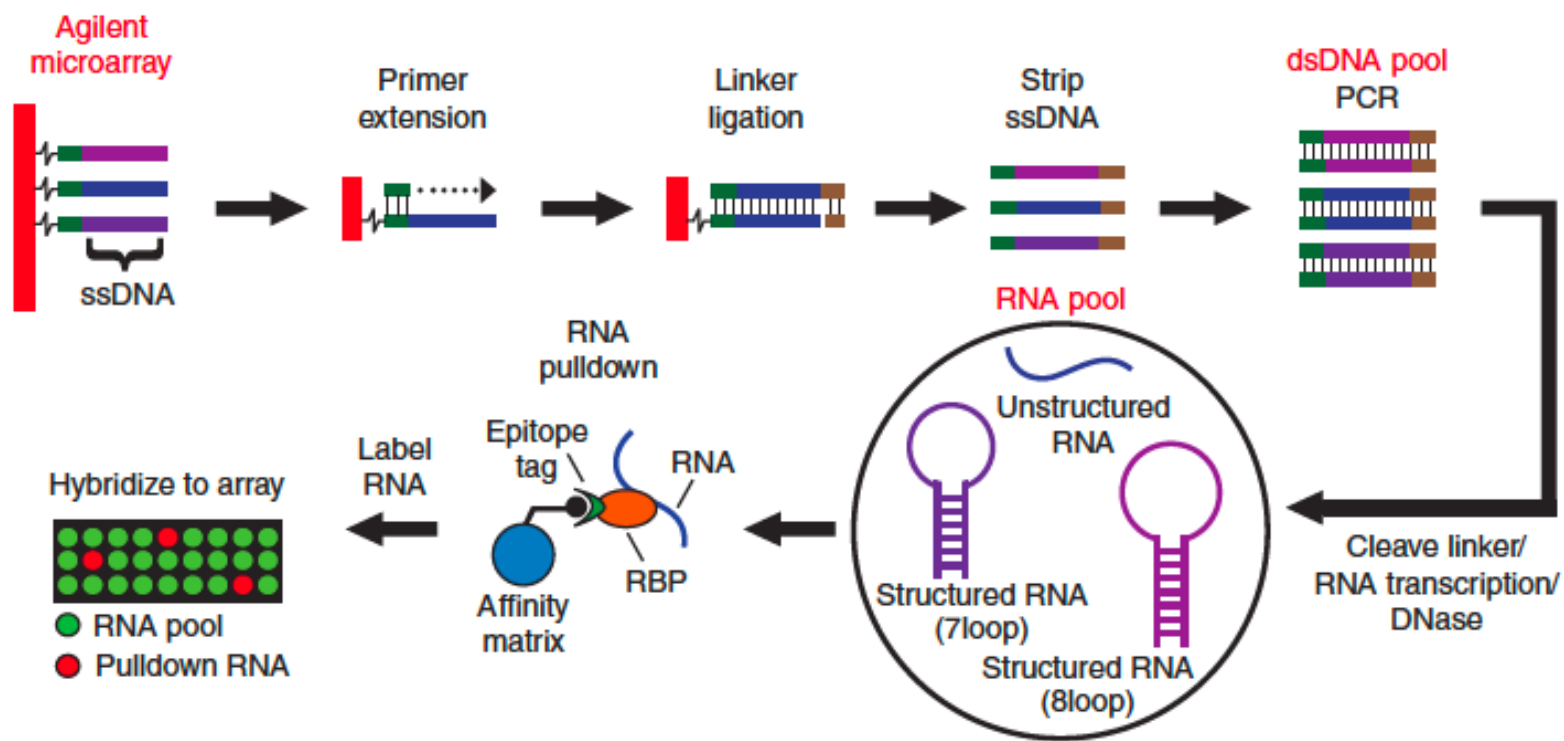 Agilent
microarray
ssDNA
Primer
extension
Linker
ligation
Strip
ssDNA
dsDNA pool
PCR
Cleave linker/
RNA transcription/
DNase
RNA pool
Unstructured
RNA
Structured RNA
(7loop)
Structured RNA
(8loop)
RNA
pulldown
Epitope
tag
RNA
RBP
Affinity
matrix
Label
RNA
Hybridize to array
RNA pool
Pulldown RNA